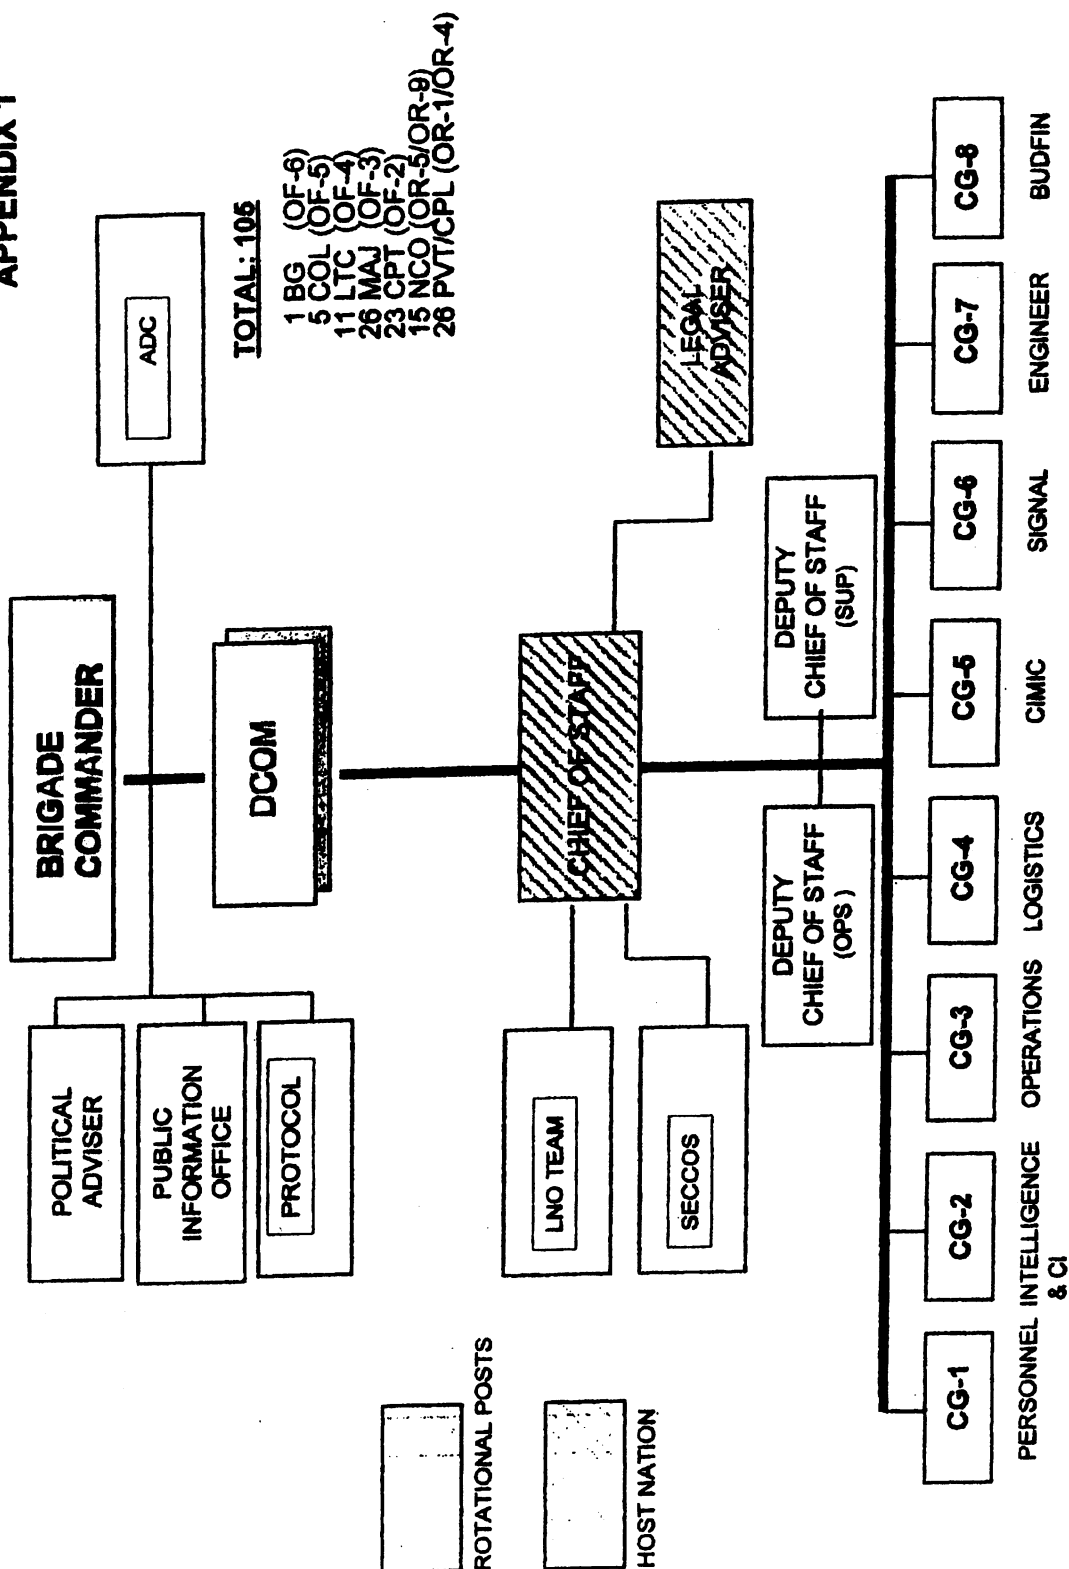 APPENDIX 1
BRIGADE
COMMANDER
POLITICAL
ADVISER
PUBLIC
INFORMATION
OFFICE
PROTOCOL
ADC
DCOM
TOTAL: 105
1 BG (OF-6)
5 COL (OF-5)
11 LTC (OF-4)
26 MAJ (OF-3)
23 CPT (OF-2)
15 NCO (OR-5/OR-9)
26 PVT/CPL (OR-1/OR-4)
ROTATIONAL POSTS
HOST NATION
LNO TEAM
SECCOS
CHIEF OF STAFF
LEGAL
ADVISER
DEPUTY
CHIEF OF STAFF
(OPS )
DEPUTY
CHIEF OF STAFF
(SUP)
CG-1
CG-2
CG-3
CG-4
CG-5
CG-6
CG-7
CG-8
PERSONNEL
INTELLIGENCE
& CI
OPERATIONS
LOGISTICS
CIMIC
SIGNAL
ENGINEER
BUDFIN